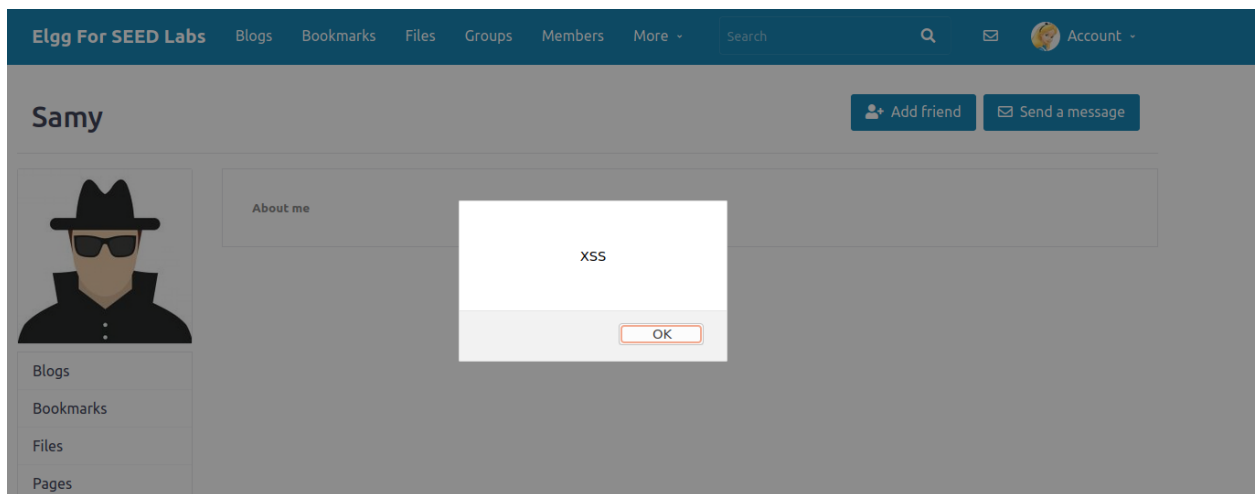 Elgg For SEED Labs Blogs Bookmarks Files Groups Members More Search Account
Samy Add friend Send a message
About me
XSS
OK
Blogs
Bookmarks
Files
Pages